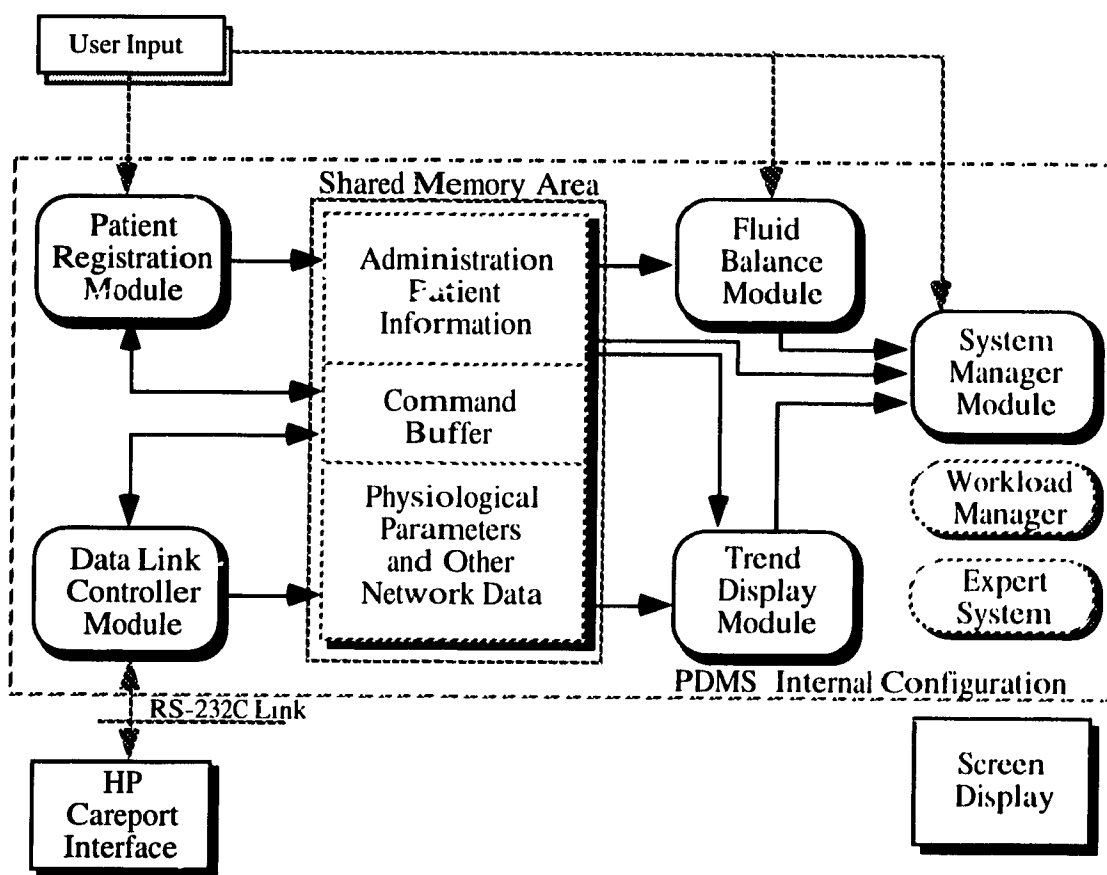 User Input
Shared Memory Area
Patient
Registration
Module
Administration
Patient
Information
Fluid
Balance
Module
System
Manager
Module
Command
Buffer
Workload
Manager
Physiological
Parameters
and Other
Network Data
Data Link
Controller
Module
Trend
Display
Module
Expert
System
PDMS Internal Configuration
RS-232C Link
HP
Careport
Interface
Screen
Display